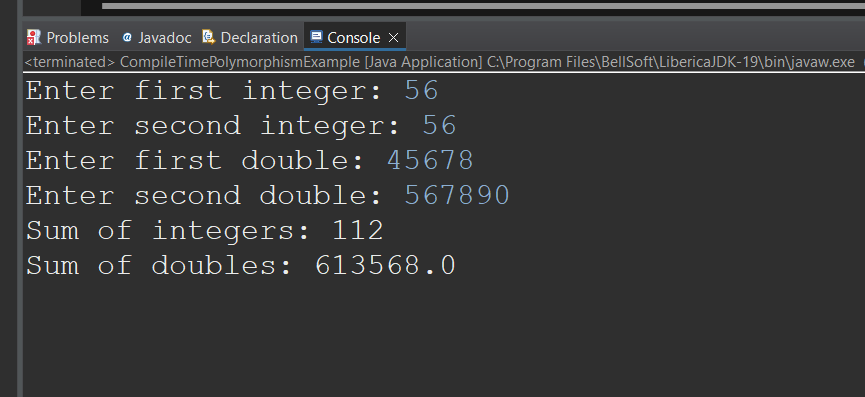 Problems @ Javadoc Declaration Console
<terminated> CompileTimePolymorphismExample [Java Application] C:\Program Files\BellSoft\LibericaJDK-19\bin\javaw.exe (
Enter first integer: 56
Enter second integer: 56
Enter first double: 45678
Enter second double: 567890
Sum of integers: 112
Sum of doubles: 613568.0